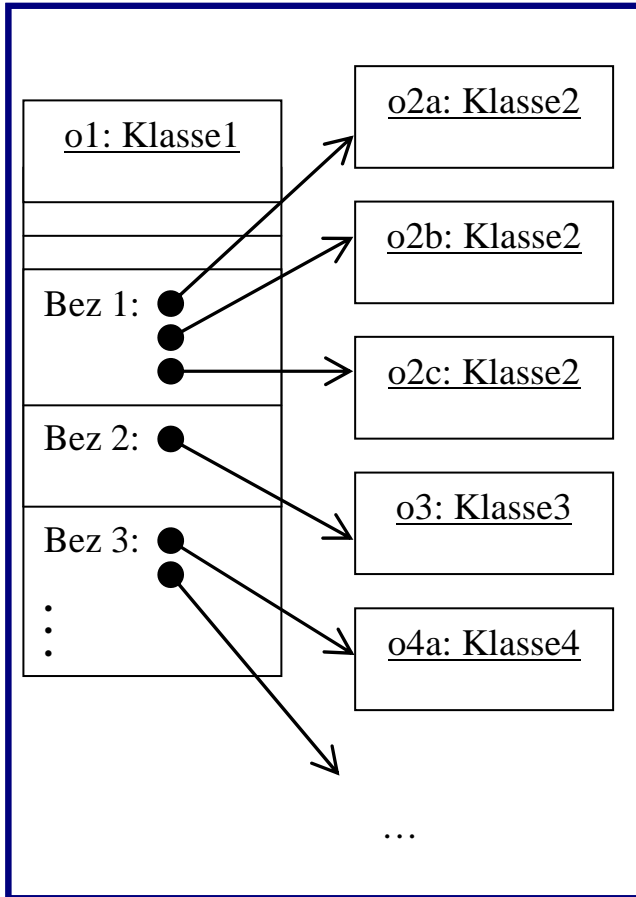 o1: Klasse1
Bez 1:
Bez 2:
Bez 3:
o2a: Klasse2
o2b: Klasse2
o2c: Klasse2
o3: Klasse3
o4a: Klasse4
…